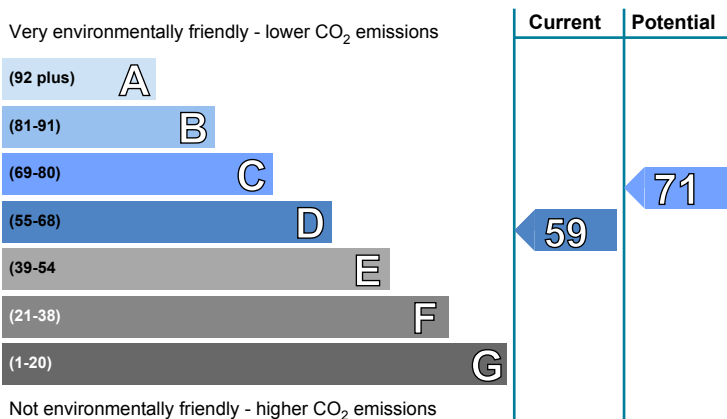 Very environmentally friendly - lower CO2 emissions
Current
Potential
(92 plus) A
(81-91) B
(69-80) C
(55-68) D
(39-54 E
(21-38) F
(1-20) G
59
71
Not environmentally friendly - higher CO2 emissions